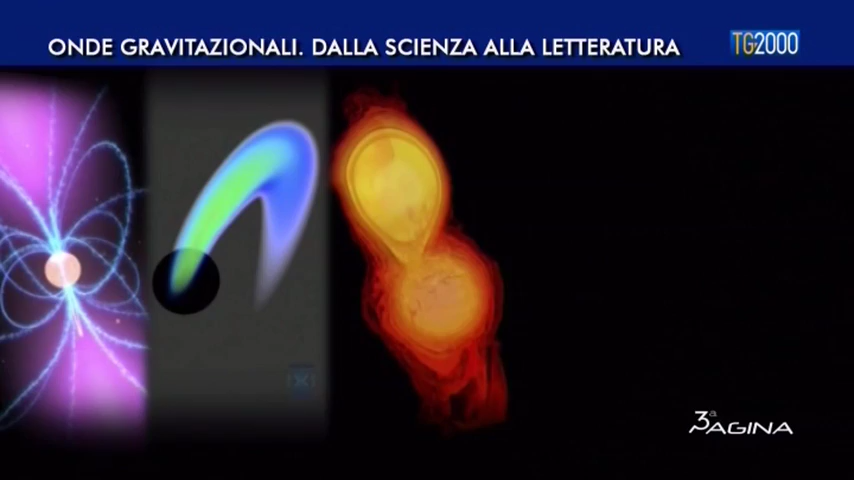 ONDE GRAVITAZIONALI. DALLA SCIENZA ALLA LETTERATURA
TG2000
3a PAGINA